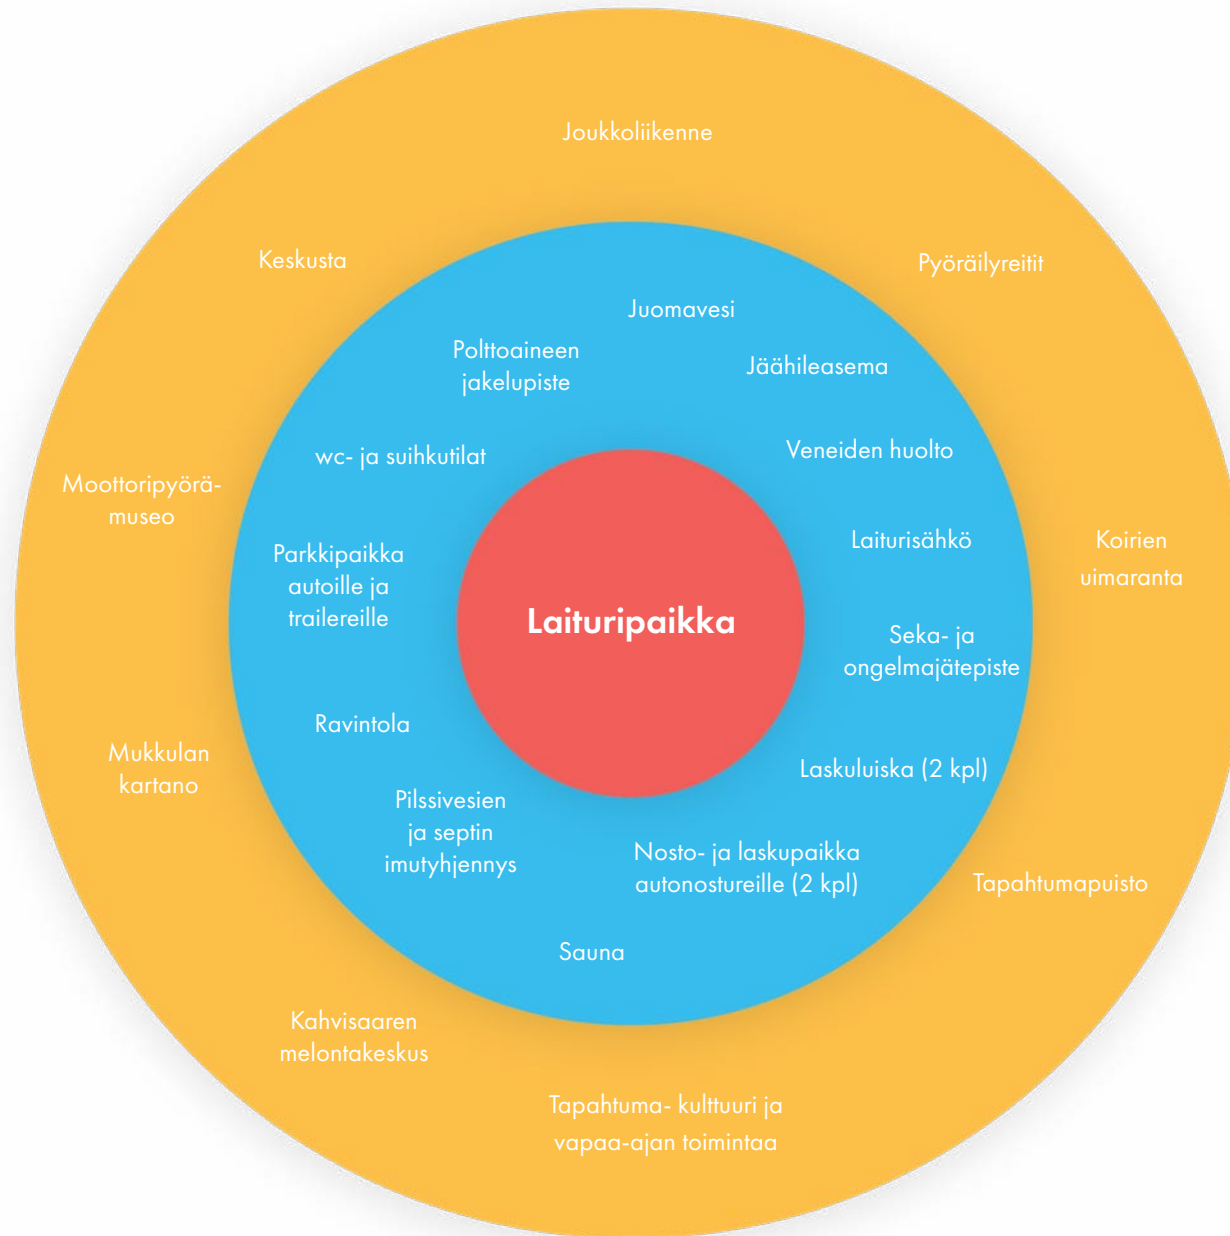 Joukkoliikenne
Keskusta
Pyöräilyreitit
Juomavesi
Polttoaineen
jakelupiste
Jäähileasema
wc- ja suihkutilat
Veneiden huolto
Moottoripyörä-
museo
Laiturisähkö
Koirien
uimaranta
Parkkipaikka
autoille ja
trailereille
Laituripaikka
Seka- ja
ongelmajätepiste
Ravintola
Mukkulan
kartano
Laskuluiska (2 kpl)
Pilssivesien
ja septin
imutyhjennys
Nosto- ja laskupaikka
autonostureille (2 kpl)
Tapahtumapuisto
Sauna
Kahvisaaren
melontakeskus
Tapahtuma- kulttuuri ja
vapaa-ajan toimintaa